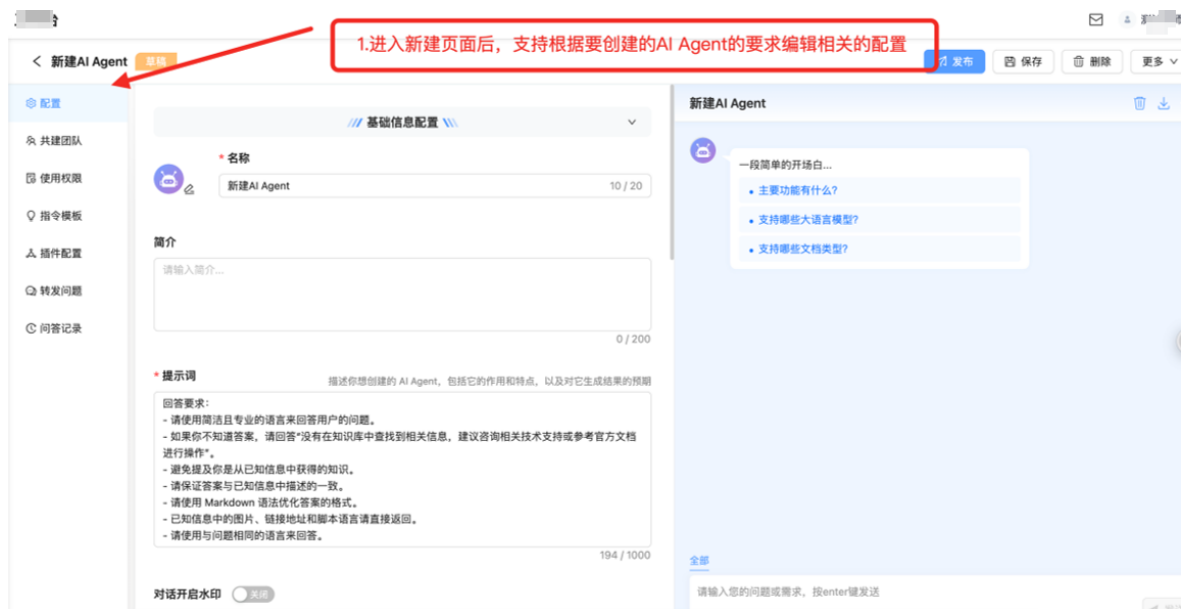 台
1.进入新建页面后，支持根据要创建的AI Agent的要求编辑相关的配置
新建AI Agent 草稿
发布 保存 删除 更多
配置
共建团队
使用权限
指令模板
插件配置
转发问题
问答记录
基础信息配置
* 名称
新建AI Agent 10 / 20
简介
请输入简介...
0 / 200
* 提示词 描述你想创建的 AI Agent，包括它的作用和特点，以及对它生成结果的预期
回答要求：
- 请使用简洁且专业的语言来回答用户的问题。
- 如果你不知道答案，请回答“没有在知识库中查找到相关信息，建议咨询相关技术支持或参考官方文档
进行操作”。
- 避免提及你是从已知信息中获得的知识。
- 请保证答案与已知信息中描述的一致。
- 请使用 Markdown 语法优化答案的格式。
- 已知信息中的图片、链接地址和脚本语言请直接返回。
- 请使用与问题相同的语言来回答。
194 / 1000
对话开启水印 关闭
新建AI Agent
一段简单的开场白...
• 主要功能有什么?
• 支持哪些大语言模型?
• 支持哪些文档类型?
全部
请输入您的问题或需求，按enter键发送